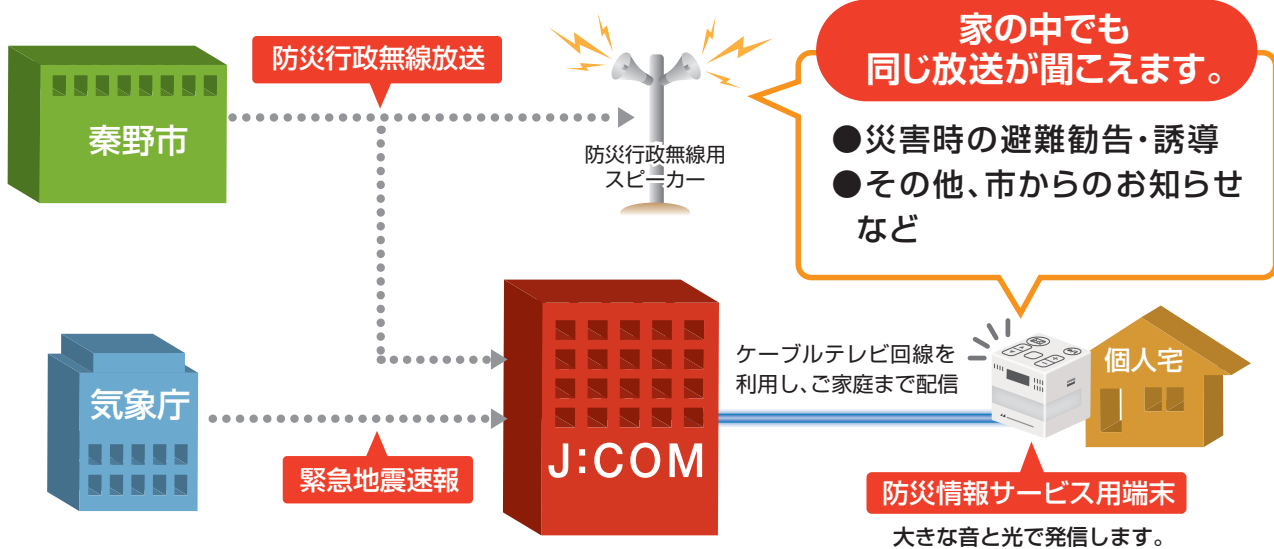 防災行政無線放送
秦野市
防災行政無線用
スピーカー
家の中でも
同じ放送が聞こえます。
●災害時の避難勧告・誘導
●その他、市からのお知らせ
など
気象庁
緊急地震速報
J:COM
ケーブルテレビ回線を
利用し、ご家庭まで配信
個人宅
防災情報サービス用端末
大きな音と光で発信します。